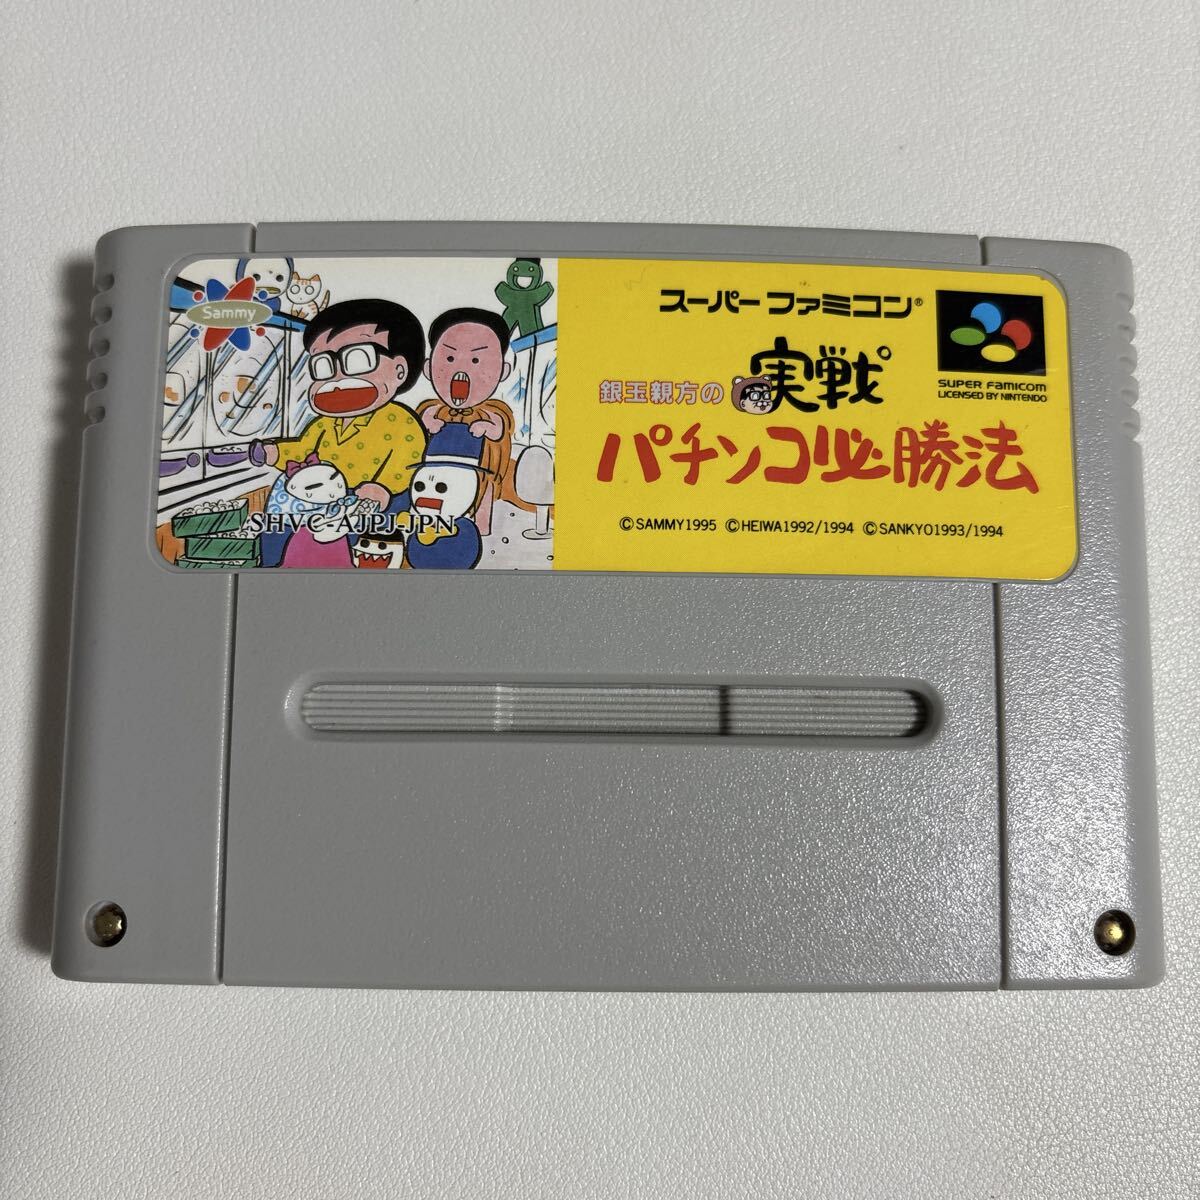 Sammy
SHVC-AJPJ-JPN
スーパーファミコン®
銀玉親方の
実戦
パチンコ必勝法
©SAMMY1995 ©HEIWA1992/1994 ©SANKYO1993/1994
SUPER FAMICOM
LICENSED BY NINTENDO